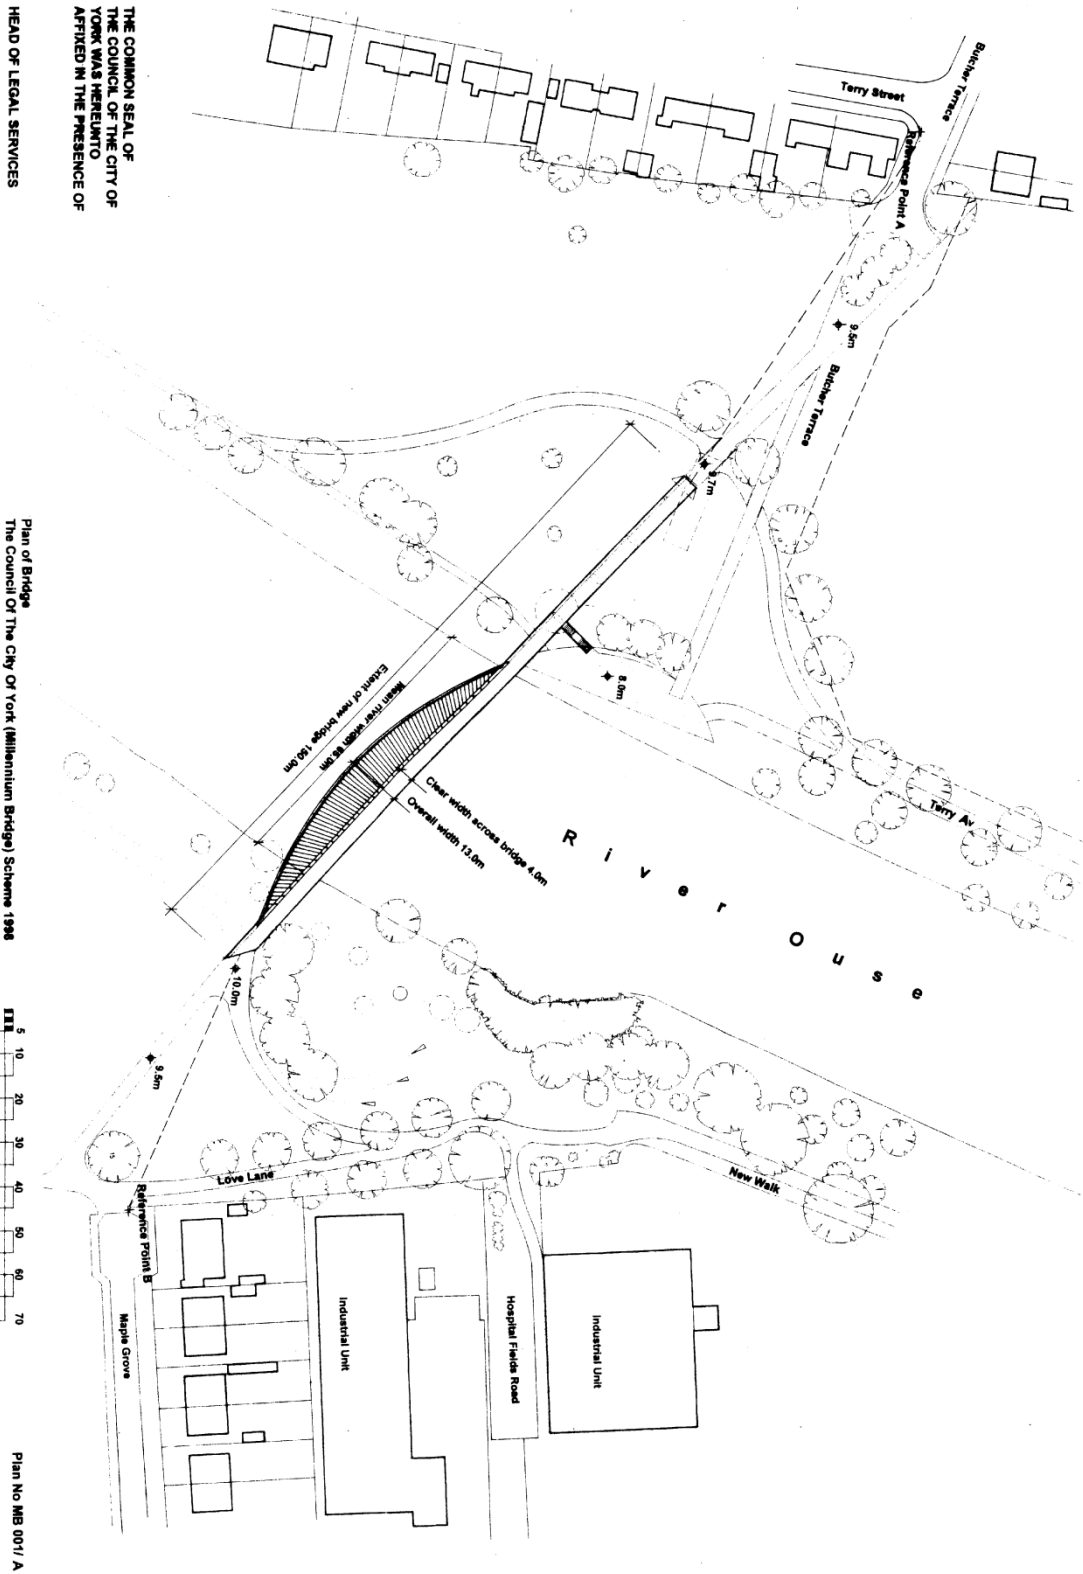 Butcher Terrace
Terry Street
Reference Point A
9.5m
Butcher Terrace
9.7m
8.0m
Terry Av
Extent of new bridge 150.0m
Mean river width 66.0m
Clear width across bridge 4.0m
Overall width 13.0m
River Ouse
10.0m
9.5m
Love Lane
New Walk
Reference Point B
Maple Grove
Industrial Unit
Hospital Fields Road
Industrial Unit
THE COMMON SEAL OF
THE COUNCIL OF THE CITY OF
YORK WAS HEREUNTO
AFFIXED IN THE PRESENCE OF
HEAD OF LEGAL SERVICES
Plan of Bridge
The Council Of The City Of York (Millennium Bridge) Scheme 1998
5 10 20 30 40 50 60 70
Plan No MB 001/ A